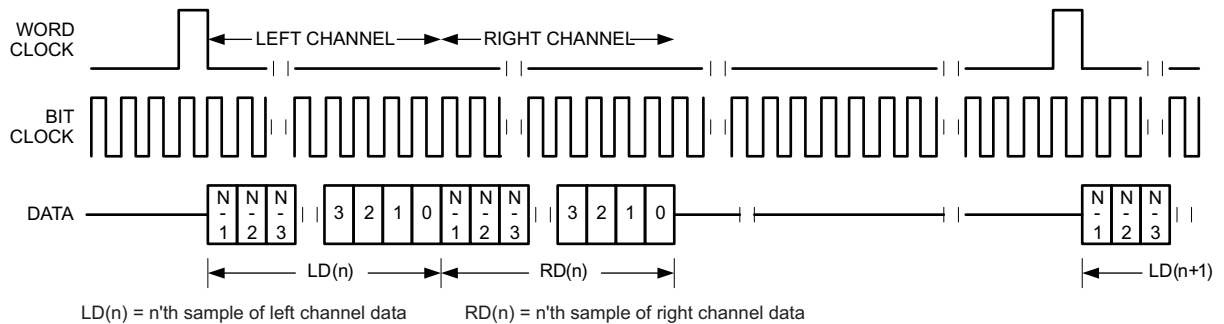 WORD
CLOCK
LEFT CHANNEL
RIGHT CHANNEL
BIT
CLOCK
DATA
N-1 N-2 N-3 3 2 1 0 N-1 N-2 N-3 3 2 1 0 N-1 N-2 N-3
LD(n) RD(n) LD(n+1)
LD(n) = n'th sample of left channel data RD(n) = n'th sample of right channel data